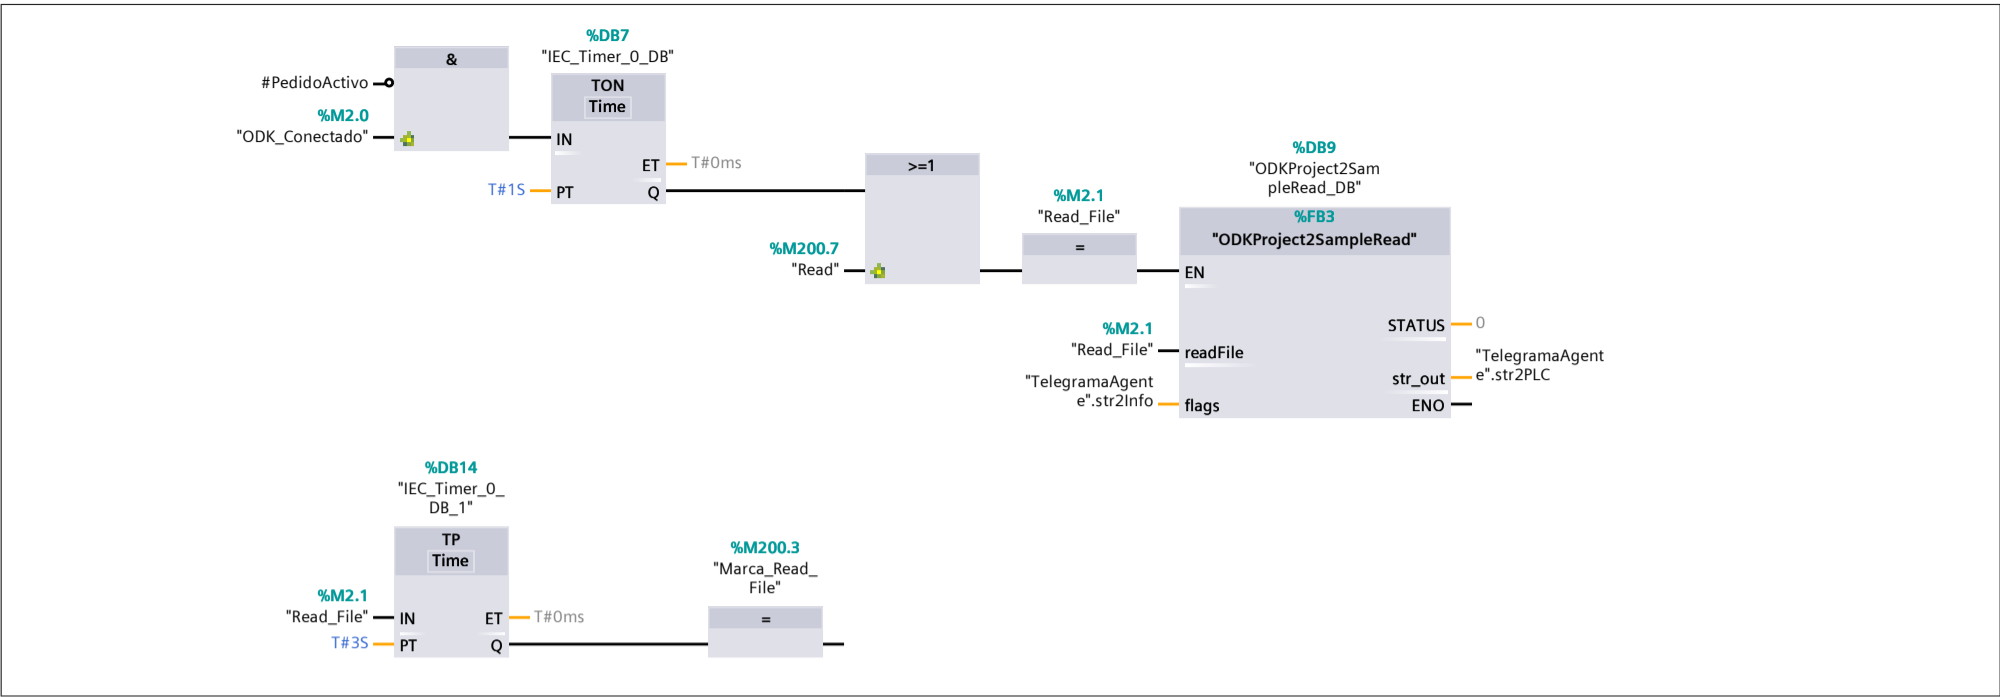 %DB7
"IEC_Timer_0_DB"
&
TON
Time
#PedidoActivo
%M2.0
"ODK_Conectado"
IN
ET
T#0ms
T#1S
PT
Q
>=1
%M200.7
"Read"
%M2.1
"Read_File"
=
%DB9
"ODKProject2Sam
pleRead_DB"
%FB3
"ODKProject2SampleRead"
EN
STATUS
0
%M2.1
"Read_File"
readFile
"TelegramaAgent
e".str2PLC
str_out
"TelegramaAgent
e".str2Info
flags
ENO
%DB14
"IEC_Timer_0_
DB_1"
TP
Time
%M2.1
"Read_File"
IN
ET
T#0ms
T#3S
PT
Q
%M200.3
"Marca_Read_
File"
=